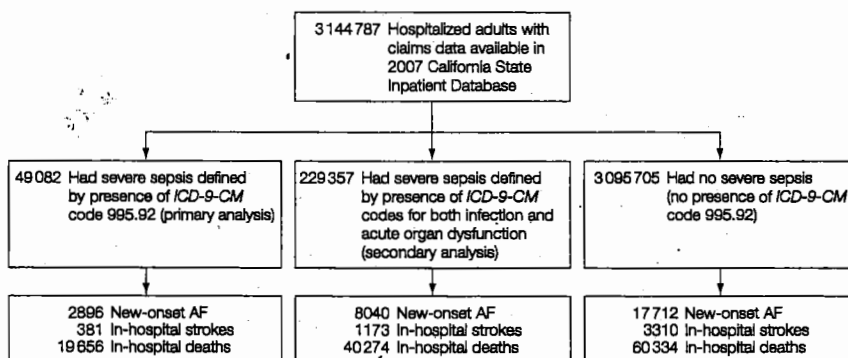 3144787 Hospitalized adults with
claims data available in
2007 California State
Inpatient Database
49082 Had severe sepsis defined
by presence of ICD-9-CM
code 995.92 (primary analysis)
229357 Had severe sepsis defined
by presence of ICD-9-CM
codes for both infection and
acute organ dysfunction
(secondary analysis)
3095705 Had no severe sepsis
(no presence of ICD-9-CM
code 995.92)
2896 New-onset AF
381 In-hospital strokes
19656 In-hospital deaths
8040 New-onset AF
1173 In-hospital strokes
40274 In-hospital deaths
17712 New-onset AF
3310 In-hospital strokes
60334 In-hospital deaths